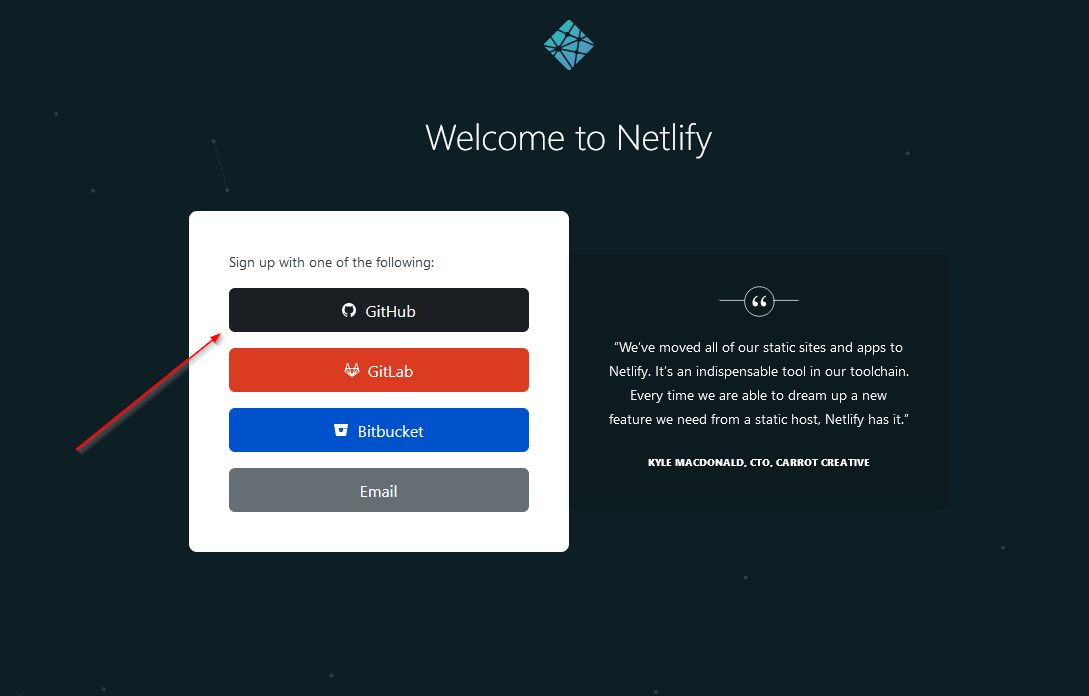 Welcome to Netlify
Sign up with one of the following:
GitHub
GitLab
Bitbucket
Email
“We’ve moved all of our static sites and apps to
Netlify. It’s an indispensable tool in our toolchain.
Every time we are able to dream up a new
feature we need from a static host, Netlify has it.”
KYLE MACDONALD, CTO, CARROT CREATIVE